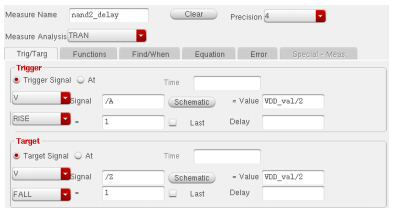 Measure Name nand2_delay Clear Precision 4
Measure Analysis TRAN
Trig/Targ Functions Find/When Equation Error Special - Meas
Trigger
Trigger Signal At Time
V Signal /A Schematic = Value VDD_val/2
RISE = 1 Last Delay
Target
Target Signal At Time
V Signal /Z Schematic = Value VDD_val/2
FALL = 1 Last Delay